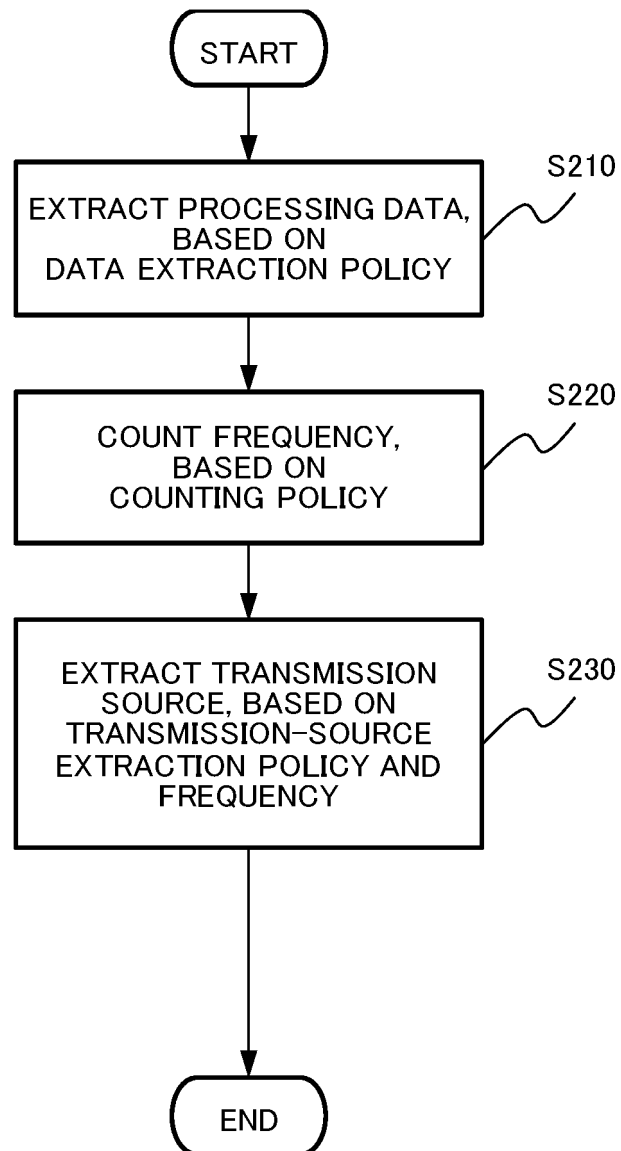 START
S210
EXTRACT PROCESSING DATA,
BASED ON
DATA EXTRACTION POLICY
S220
COUNT FREQUENCY,
BASED ON
COUNTING POLICY
S230
EXTRACT TRANSMISSION
SOURCE, BASED ON
TRANSMISSION-SOURCE
EXTRACTION POLICY AND
FREQUENCY
END